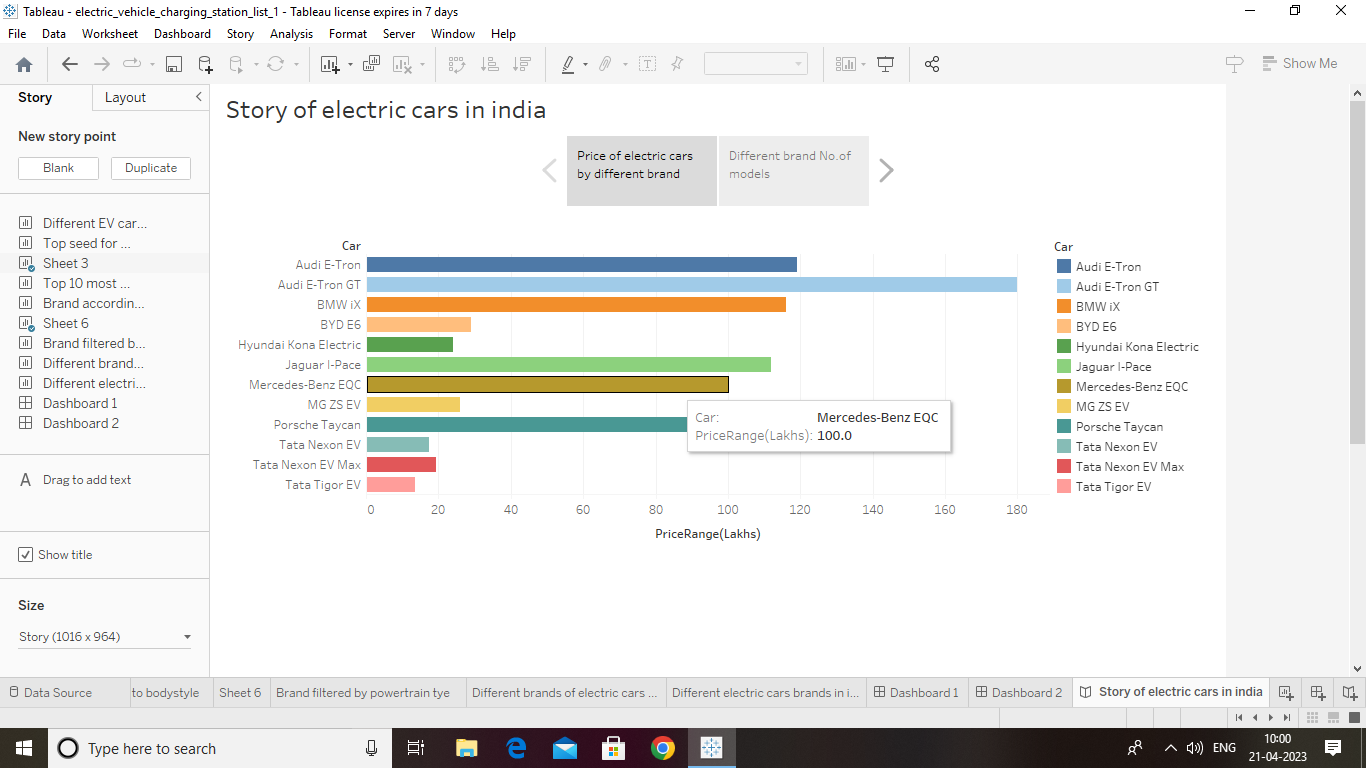 Tableau - electric_vehicle_charging_station_list_1 - Tableau license expires in 7 days
File Data Worksheet Dashboard Story Analysis Format Server Window Help
Show Me
Story Layout
New story point
Blank Duplicate
Different EV car...
Top seed for ...
Sheet 3
Top 10 most ...
Brand accordin...
Sheet 6
Brand filtered b...
Different brand...
Different electri...
Dashboard 1
Dashboard 2
A Drag to add text
Show title
Size
Story (1016 x 964)
Story of electric cars in india
Price of electric cars
by different brand
Different brand No.of
models
Car
Audi E-Tron
Audi E-Tron GT
BMW iX
BYD E6
Hyundai Kona Electric
Jaguar I-Pace
Mercedes-Benz EQC
MG ZS EV
Porsche Taycan
Tata Nexon EV
Tata Nexon EV Max
Tata Tigor EV
0 20 40 60 80 100 120 140 160 180
PriceRange(Lakhs)
Car: Mercedes-Benz EQC
PriceRange(Lakhs): 100.0
Car
Audi E-Tron
Audi E-Tron GT
BMW iX
BYD E6
Hyundai Kona Electric
Jaguar I-Pace
Mercedes-Benz EQC
MG ZS EV
Porsche Taycan
Tata Nexon EV
Tata Nexon EV Max
Tata Tigor EV
Data Source to bodystyle Sheet 6 Brand filtered by powertrain tye Different brands of electric cars ... Different electric cars brands in i... Dashboard 1 Dashboard 2 Story of electric cars in india
Type here to search
ENG
10:00
21-04-2023